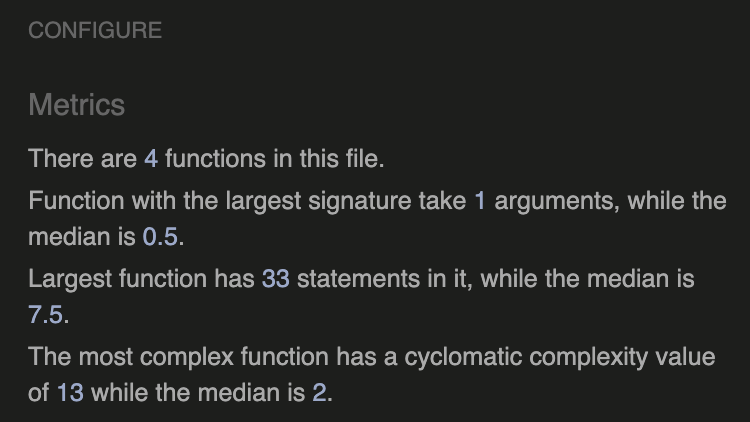 CONFIGURE
Metrics
There are 4 functions in this file.
Function with the largest signature take 1 arguments, while the
median is 0.5.
Largest function has 33 statements in it, while the median is
7.5.
The most complex function has a cyclomatic complexity value
of 13 while the median is 2.